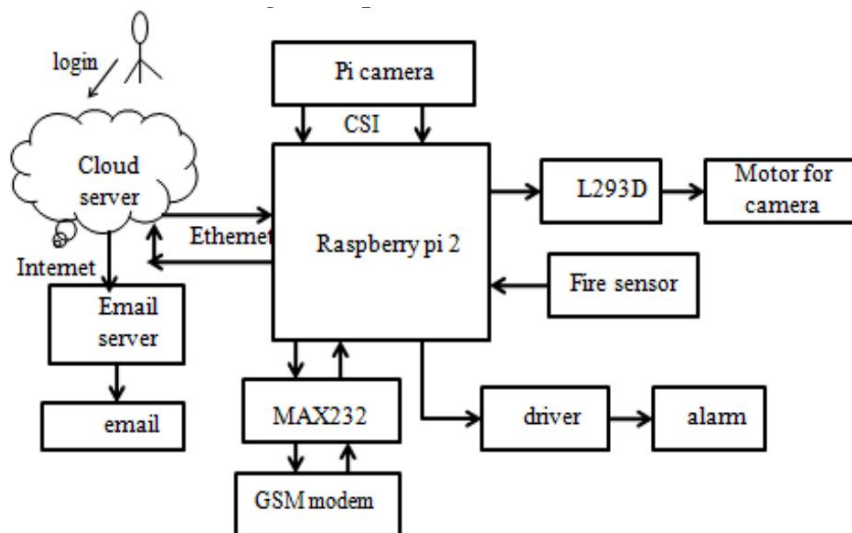 login
Pi camera
CSI
Cloud
server
L293D
Motor for
camera
Ethernet
Raspberry pi 2
Internet
Fire sensor
Email
server
MAX232
driver
alarm
email
GSM modem